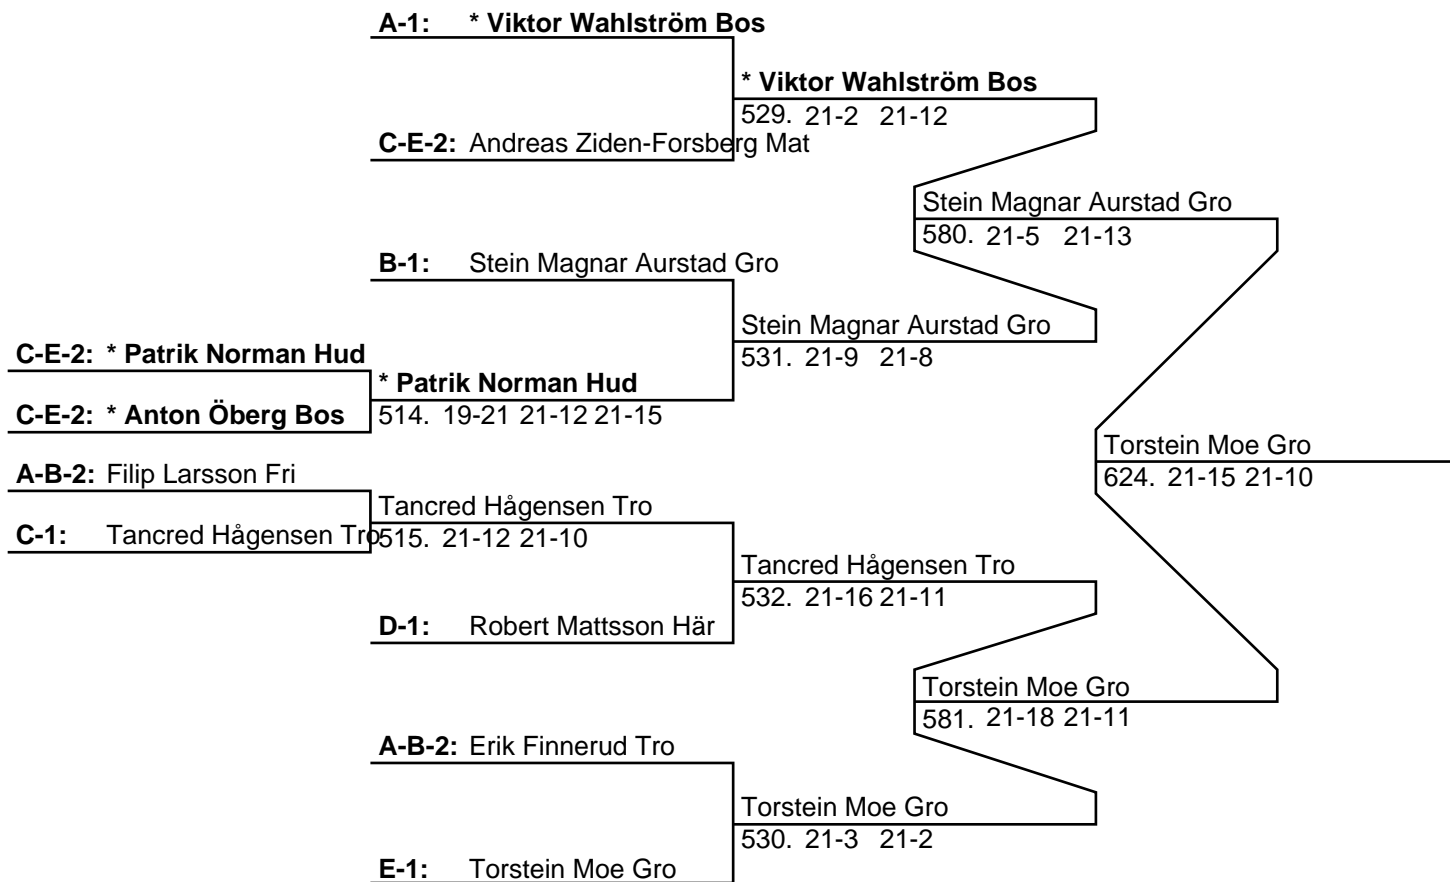 A-1: * Viktor Wahlström Bos
* Viktor Wahlström Bos
529. 21-2 21-12
C-E-2: Andreas Ziden-Forsberg Mat
Stein Magnar Aurstad Gro
580. 21-5 21-13
B-1: Stein Magnar Aurstad Gro
Stein Magnar Aurstad Gro
531. 21-9 21-8
C-E-2: * Patrik Norman Hud
* Patrik Norman Hud
514. 19-21 21-12 21-15
C-E-2: * Anton Öberg Bos
Torstein Moe Gro
624. 21-15 21-10
A-B-2: Filip Larsson Fri
Tancred Hågensen Tro
515. 21-12 21-10
C-1: Tancred Hågensen Tro
Tancred Hågensen Tro
532. 21-16 21-11
D-1: Robert Mattsson Här
Torstein Moe Gro
581. 21-18 21-11
A-B-2: Erik Finnerud Tro
Torstein Moe Gro
530. 21-3 21-2
E-1: Torstein Moe Gro